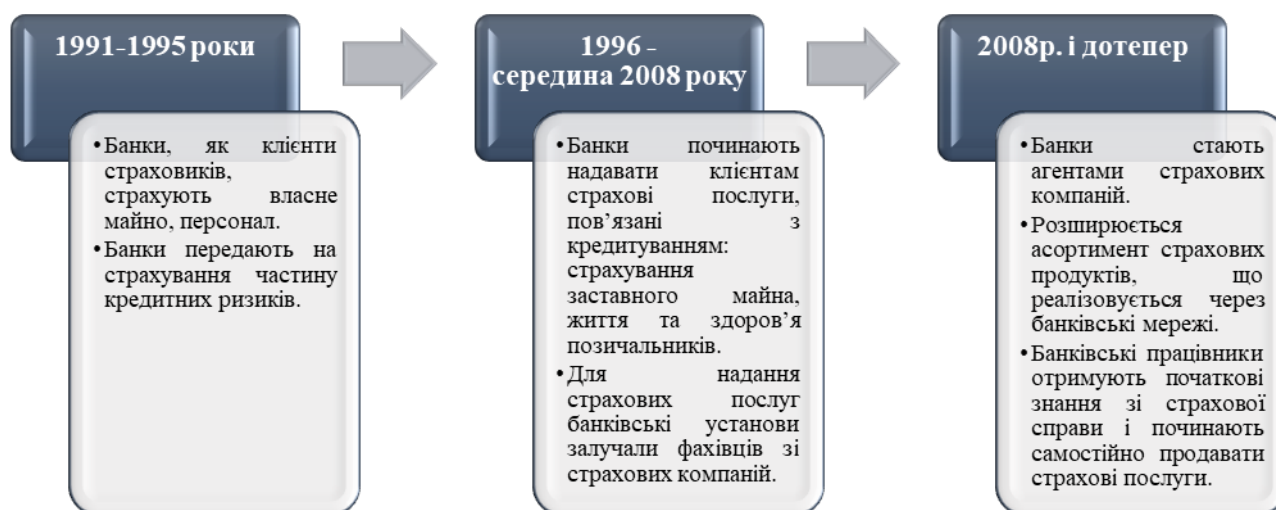 1991-1995 роки
• Банки, як клієнти
страховиків,
страхують власне
майно, персонал.
• Банки передають на
страхування частину
кредитних ризиків.
1996 -
середина 2008 року
• Банки починають
надавати клієнтам
страхові послуги,
пов’язані з
кредитуванням:
страхування
заставного майна,
життя та здоров’я
позичальників.
• Для надання
страхових послуг
банківські установи
залучали фахівців зі
страхових компаній.
2008р. і дотепер
• Банки стають
агентами страхових
компаній.
• Розширюється
асортимент страхових
продуктів, що
реалізовується через
банківські мережі.
• Банківські працівники
отримують початкові
знання зі страхової
справи і починають
самостійно продавати
страхові послуги.